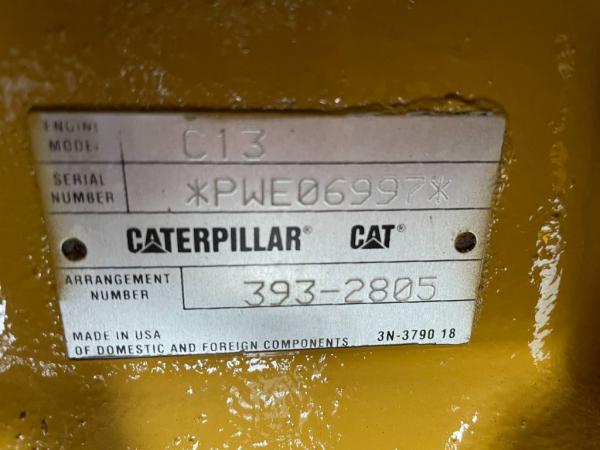 ENGINE
MODEL
C13
SERIAL
NUMBER
*PWE06997*
CATERPILLAR® CAT®
ARRANGEMENT
NUMBER
393-2805
MADE IN USA
OF DOMESTIC AND FOREIGN COMPONENTS
3N-3790 18